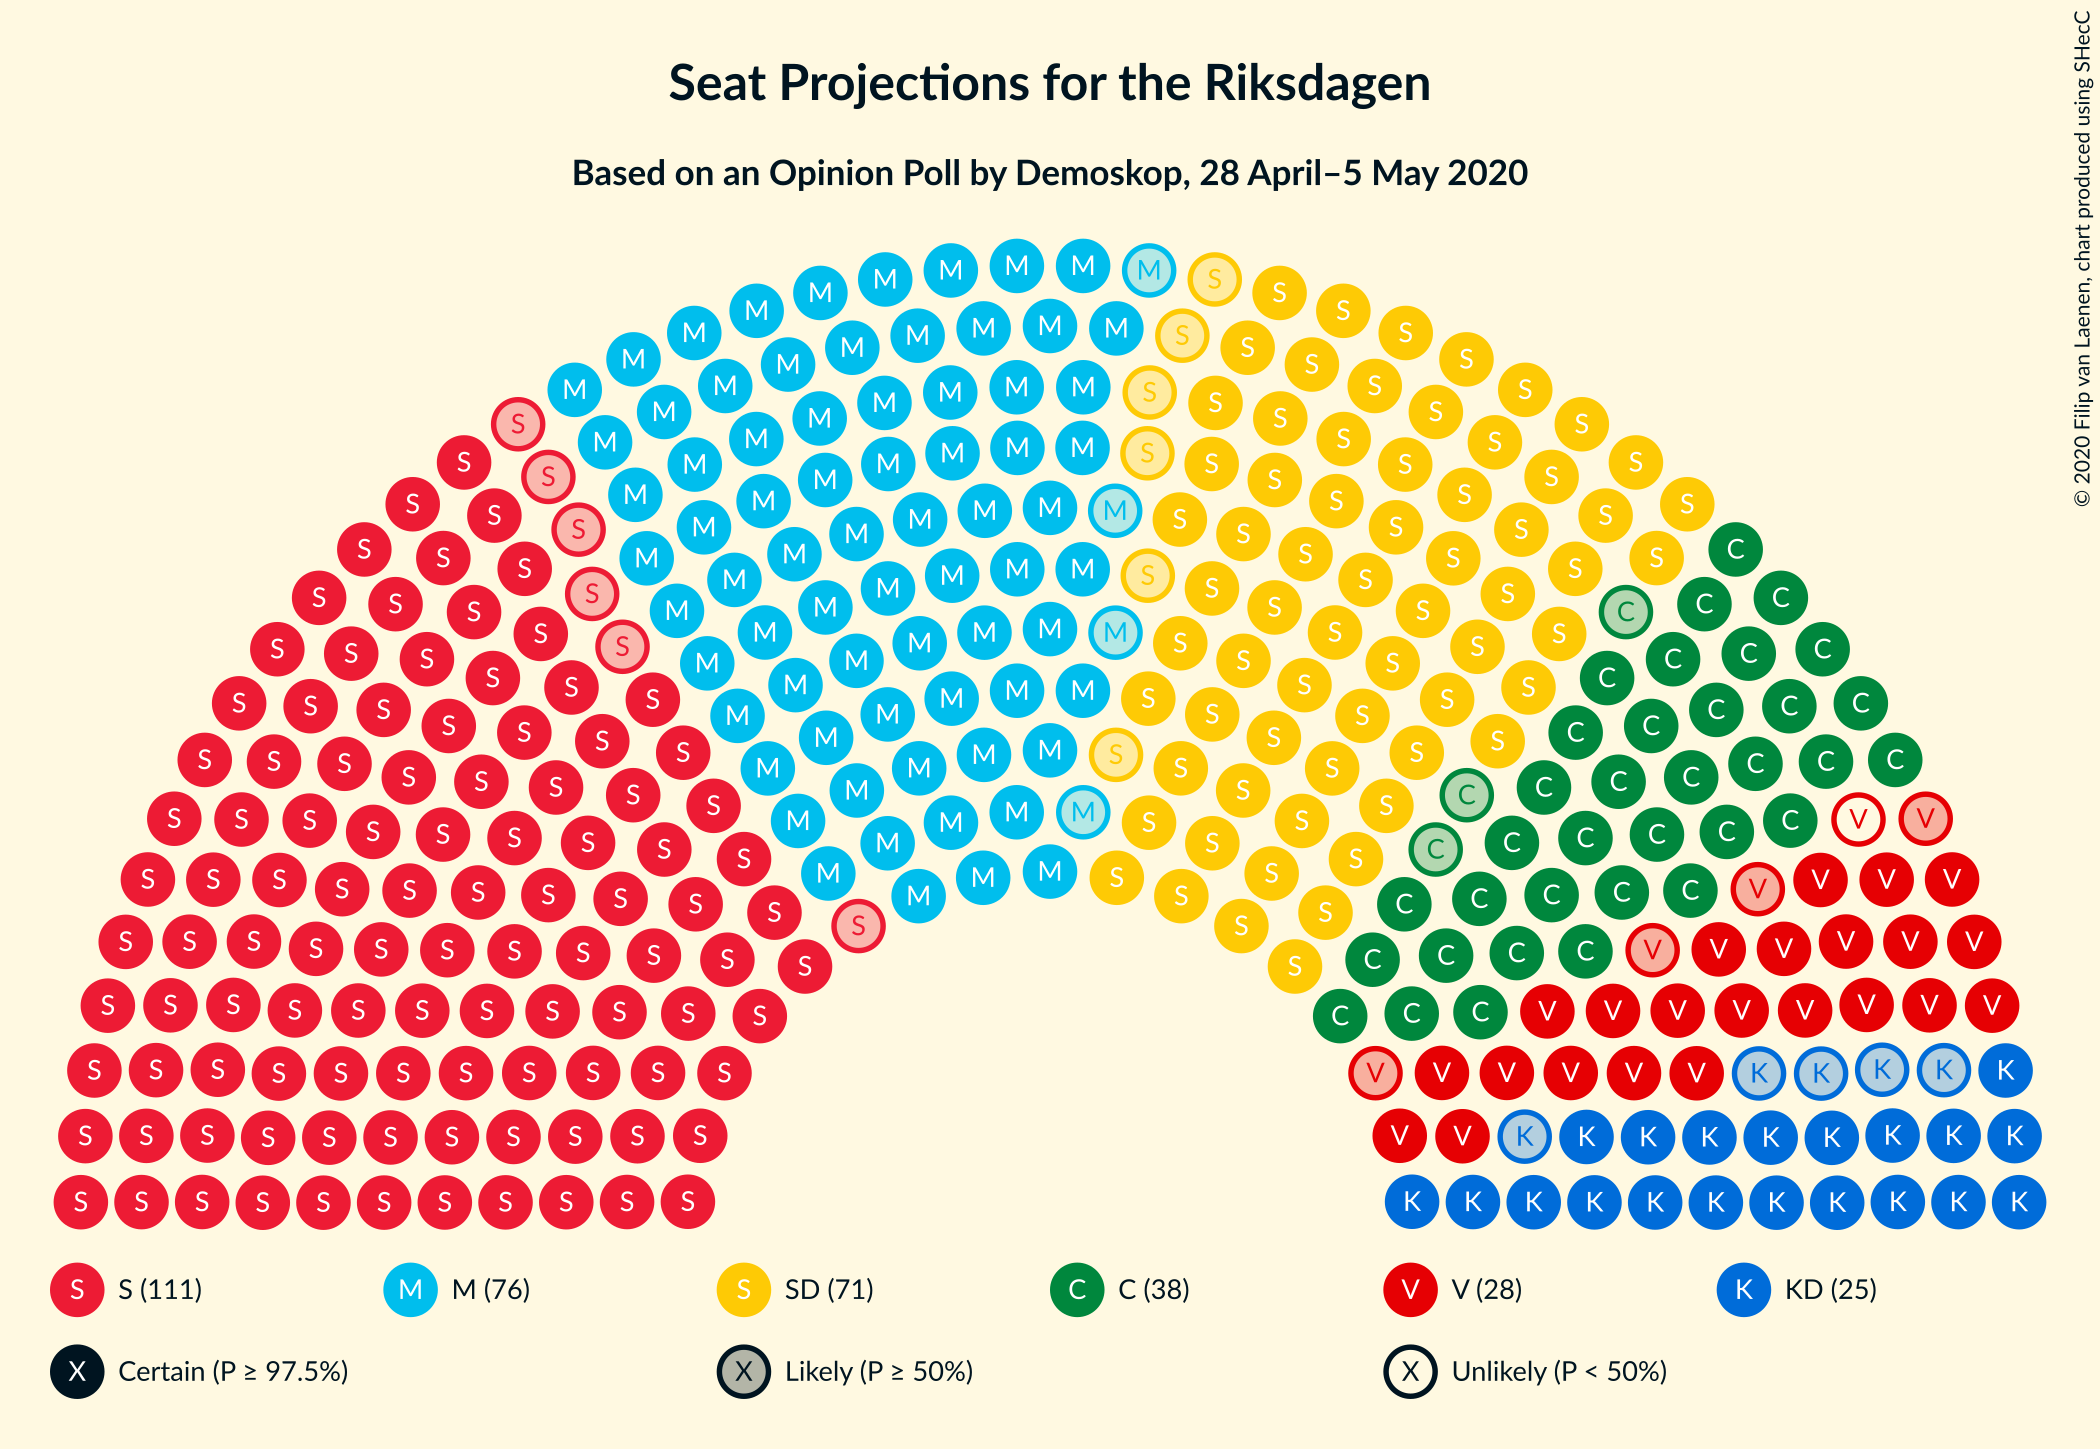 © 2020 Filip van Laenen, chart produced using SHecC
Seat Projections for the Riksdagen
Based on an Opinion Poll by Demoskop, 28 April–5 May 2020
S S (111) M M (76) S SD (71) C C (38) V V (28) K KD (25)
X Certain (P ≥ 97.5%) X Likely (P ≥ 50%) X Unlikely (P < 50%)